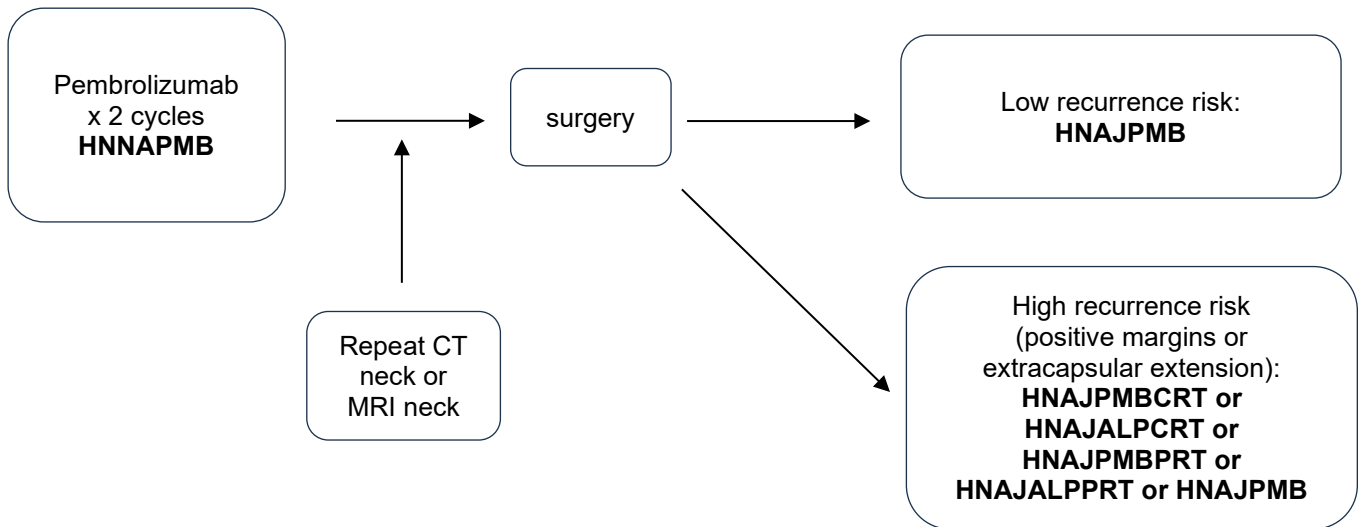 Pembrolizumab
x 2 cycles
HNNAPMB
surgery
Low recurrence risk:
HNAJPMB
Repeat CT
neck or
MRI neck
High recurrence risk
(positive margins or
extracapsular extension):
HNAJPMBCRT or
HNAJALPCRT or
HNAJPMBPRT or
HNAJALPPRT or HNAJPMB